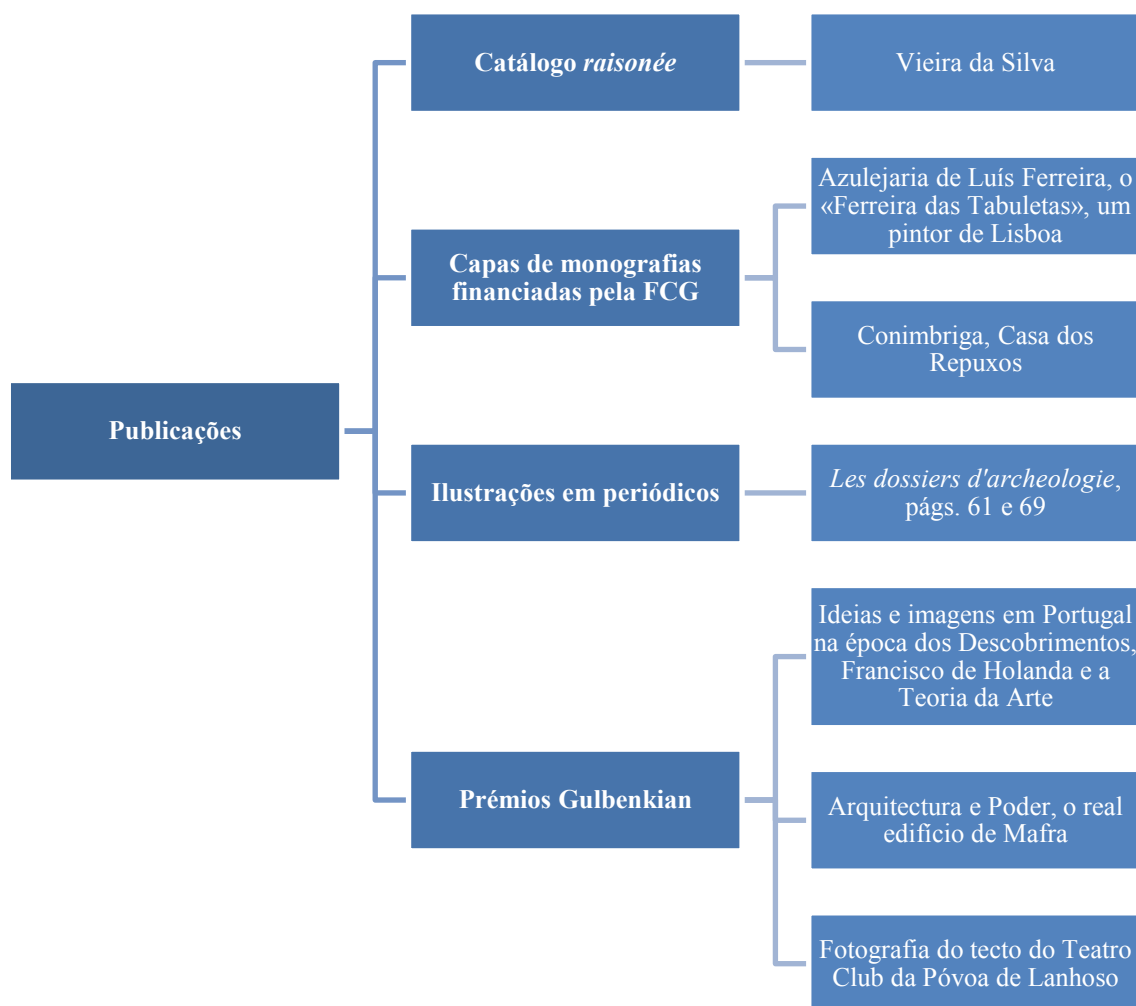 Publicações
Catálogo raisonée
Vieira da Silva
Capas de monografias
financiadas pela FCG
Azulejaria de Luís Ferreira, o
«Ferreira das Tabuletas», um
pintor de Lisboa
Conimbriga, Casa dos
Repuxos
Ilustrações em periódicos
Les dossiers d'archeologie,
págs. 61 e 69
Prémios Gulbenkian
Ideias e imagens em Portugal
na época dos Descobrimentos,
Francisco de Holanda e a
Teoria da Arte
Arquitectura e Poder, o real
edifício de Mafra
Fotografia do tecto do Teatro
Club da Póvoa de Lanhoso